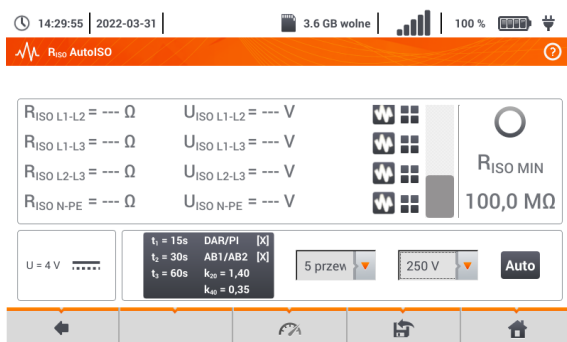 14:29:55 2022-03-31 3.6 GB wolne 100 %
RISO AutoISO ?
RISO L1-L2 = --- Ω UISO L1-L2 = --- V
RISO L1-L3 = --- Ω UISO L1-L3 = --- V
RISO L2-L3 = --- Ω UISO L2-L3 = --- V
RISO N-PE = --- Ω UISO N-PE = --- V
RISO MIN
100,0 MΩ
U = 4 V
t1 = 15s DAR/PI [X]
t2 = 30s AB1/AB2 [X]
t3 = 60s k20 = 1,40
k40 = 0,35
5 przew
250 V
Auto